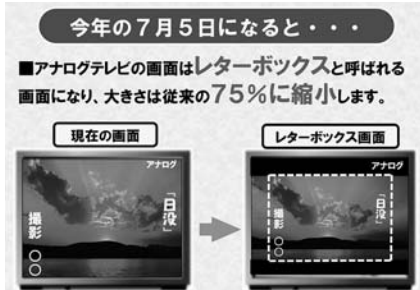 今年の７月５日になると・・・
■アナログテレビの画面はレターボックスと呼ばれる
画面になり、大きさは従来の７５％に縮小します。
現在の画面
アナログ
「日没」
撮影
〇〇
レターボックス画面
アナログ
「日没」
撮影
〇〇